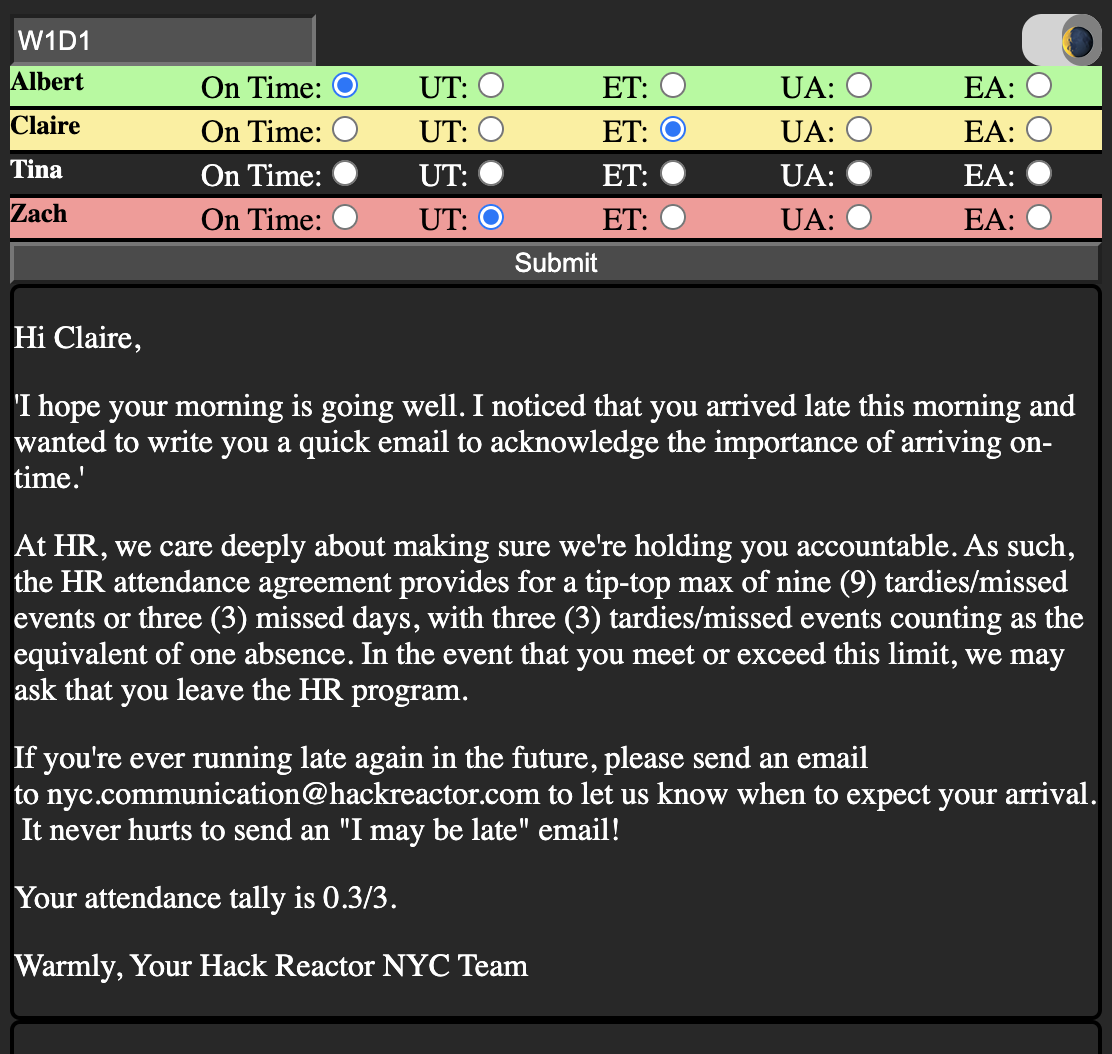 W1D1
Albert On Time: UT: ET: UA: EA:
Claire On Time: UT: ET: UA: EA:
Tina On Time: UT: ET: UA: EA:
Zach On Time: UT: ET: UA: EA:
Submit
Hi Claire,
'I hope your morning is going well. I noticed that you arrived late this morning and
wanted to write you a quick email to acknowledge the importance of arriving on-
time.'
At HR, we care deeply about making sure we're holding you accountable. As such,
the HR attendance agreement provides for a tip-top max of nine (9) tardies/missed
events or three (3) missed days, with three (3) tardies/missed events counting as the
equivalent of one absence. In the event that you meet or exceed this limit, we may
ask that you leave the HR program.
If you're ever running late again in the future, please send an email
to nyc.communication@hackreactor.com to let us know when to expect your arrival.
It never hurts to send an "I may be late" email!
Your attendance tally is 0.3/3.
Warmly, Your Hack Reactor NYC Team